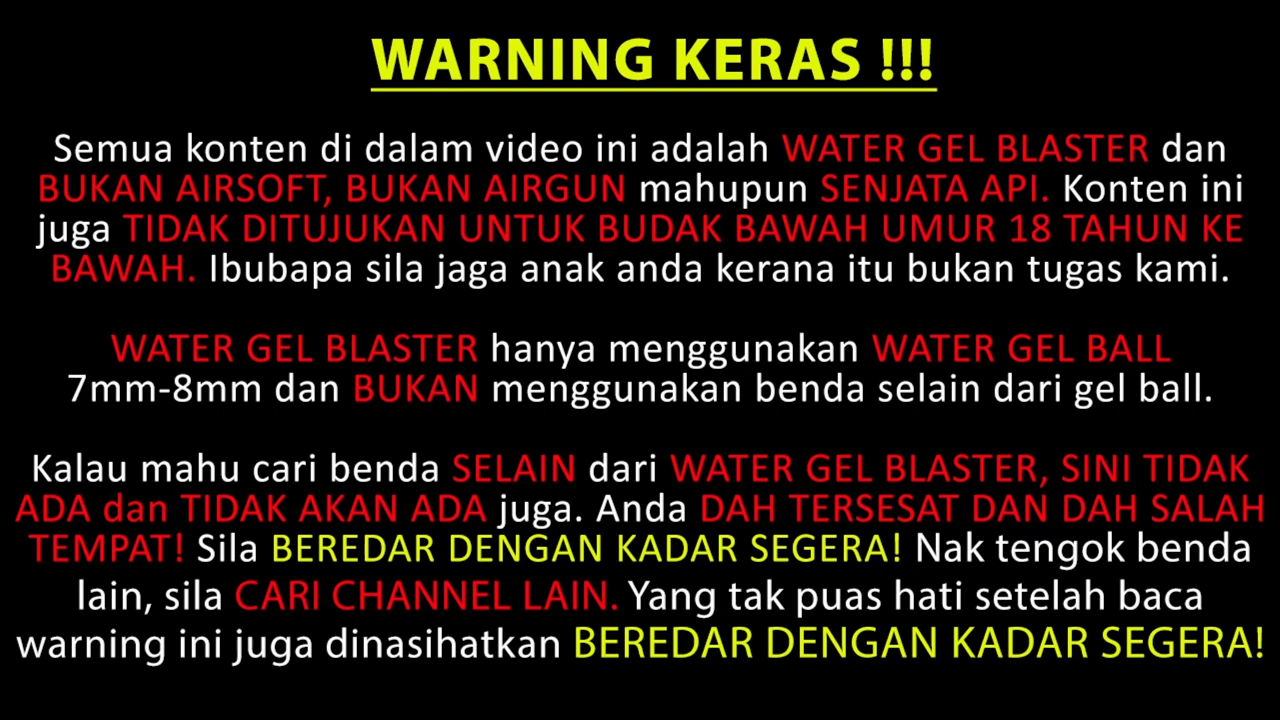 WARNING KERAS !!!
Semua konten di dalam video ini adalah WATER GEL BLASTER dan
BUKAN AIRSOFT, BUKAN AIRGUN mahupun SENJATA API. Konten ini
juga TIDAK DITUJUKAN UNTUK BUDAK BAWAH UMUR 18 TAHUN KE
BAWAH. Ibubapa sila jaga anak anda kerana itu bukan tugas kami.
WATER GEL BLASTER hanya menggunakan WATER GEL BALL
7mm-8mm dan BUKAN menggunakan benda selain dari gel ball.
Kalau mahu cari benda SELAIN dari WATER GEL BLASTER, SINI TIDAK
ADA dan TIDAK AKAN ADA juga. Anda DAH TERSESAT DAN DAH SALAH
TEMPAT! Sila BEREDAR DENGAN KADAR SEGERA! Nak tengok benda
lain, sila CARI CHANNEL LAIN. Yang tak puas hati setelah baca
warning ini juga dinasihatkan BEREDAR DENGAN KADAR SEGERA!